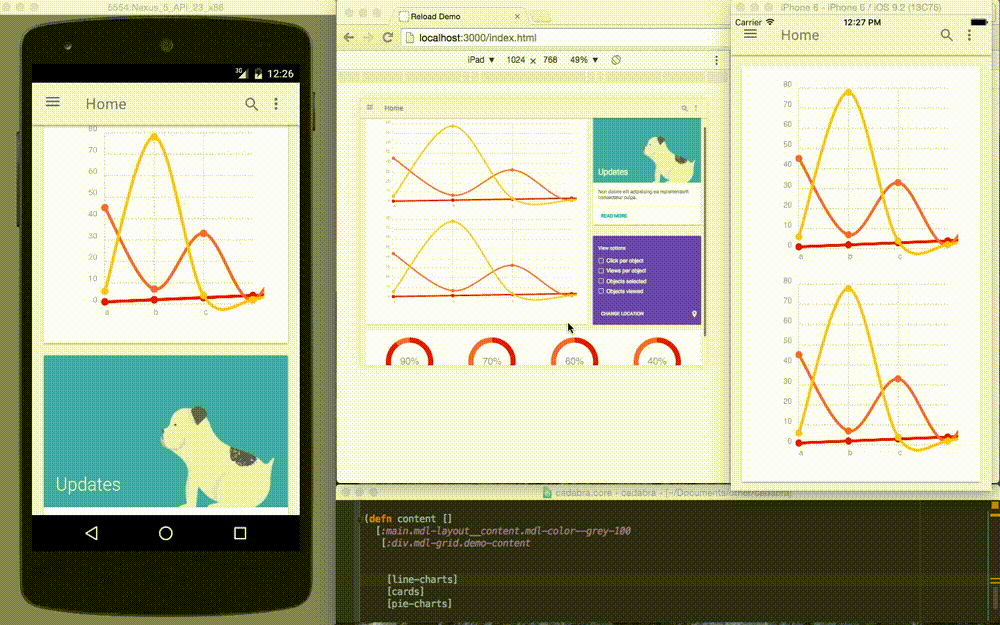 5554:Nexus_5_API_23_x86
3G
12:26
Home
80
70
60
50
40
30
20
10
0
a
b
c
Updates
Reload Demo
localhost:3000/index.html
iPad ▼ 1024 × 768 49% ▼
Home
Updates
Non dolore elit adipisicing ea reprehenderit
consectetur culpa.
READ MORE
View options
Click per object
Views per object
Objects selected
Objects viewed
CHANGE LOCATION
90%
70%
60%
40%
iPhone 6 - iPhone 6 / iOS 9.2 (13C75)
Carrier
12:27 PM
Home
80
70
60
50
40
30
20
10
0
a
b
c
80
70
60
50
40
30
20
10
0
a
b
c
cadabra.core - cadabra - [~/Documents/other/cadabra]
(defn content []
[:main.mdl-layout__content.mdl-color--grey-100
[:div.mdl-grid.demo-content
[line-charts]
[cards]
[pie-charts]